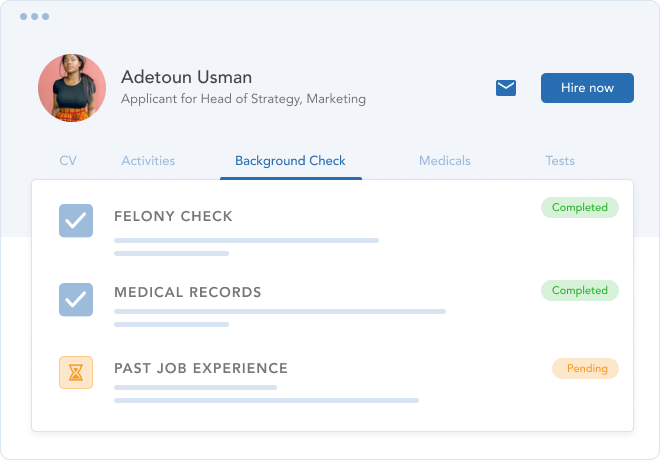 Adetoun Usman
Applicant for Head of Strategy, Marketing
Hire now
CV
Activities
Background Check
Medicals
Tests
FELONY CHECK
Completed
MEDICAL RECORDS
Completed
PAST JOB EXPERIENCE
Pending